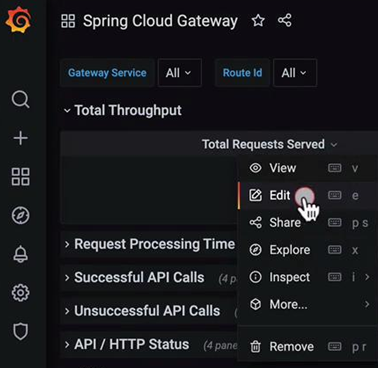 Spring Cloud Gateway
Gateway Service All Route Id All
Total Throughput
Total Requests Served
View v
Edit e
Share p s
Request Processing Time
Explore x
Successful API Calls (4 p
Inspect i
Unsuccessful API Calls (
More...
API / HTTP Status (4 pane
Remove p r